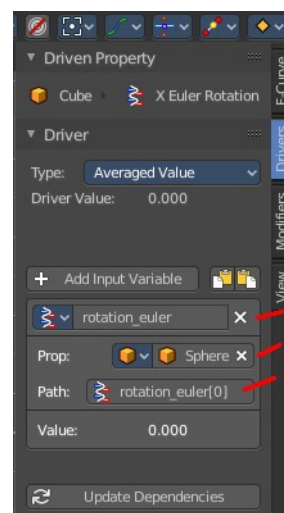 Driven Property
Cube X Euler Rotation
Driver
Type: Averaged Value
Driver Value: 0.000
Add Input Variable
rotation_euler
Prop: Sphere
Path: rotation_euler[0]
Value: 0.000
Update Dependencies
F-Curve
Drivers
Modifiers
View